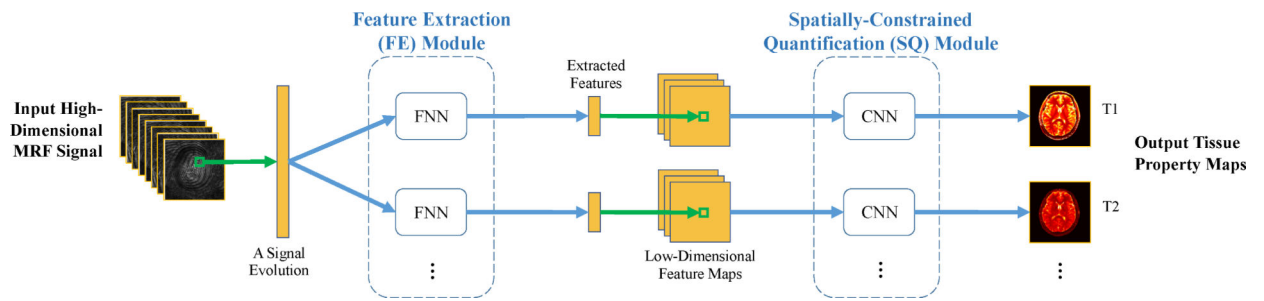 Feature Extraction
(FE) Module
Spatially-Constrained
Quantification (SQ) Module
Input High-
Dimensional
MRF Signal
A Signal
Evolution
FNN
FNN
⋮
Extracted
Features
Low-Dimensional
Feature Maps
CNN
CNN
⋮
T1
T2
⋮
Output Tissue
Property Maps